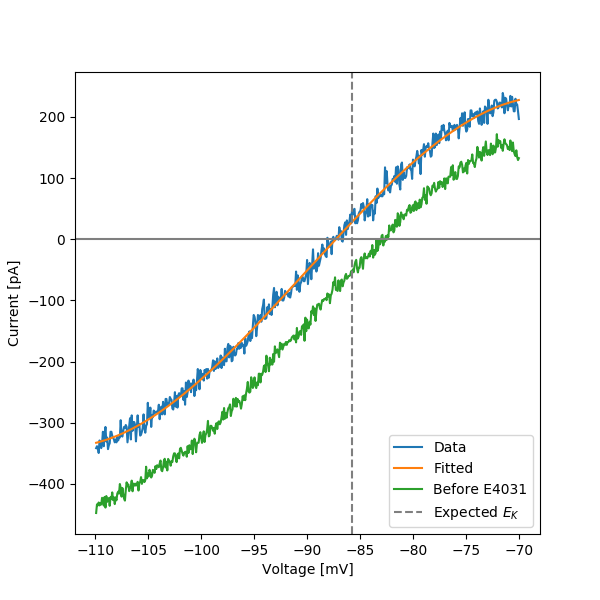 200
100
0
−100
−200
−300
−400
Current [pA]
Data
Fitted
Before E4031
Expected E_K
−110 −105 −100 −95 −90 −85 −80 −75 −70
Voltage [mV]